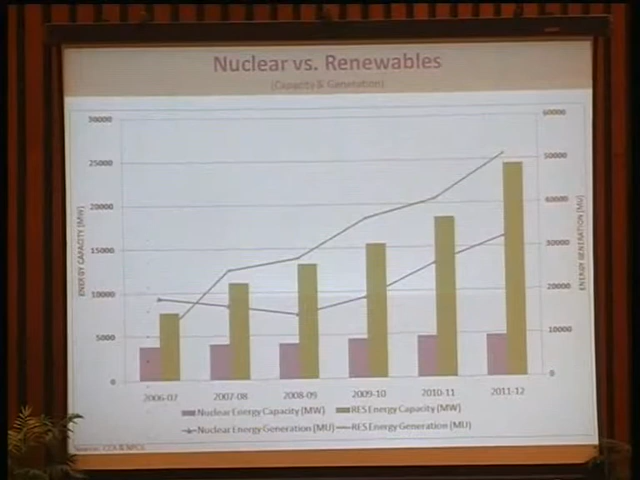 Nuclear vs. Renewables
(Capacity & Generation)
30000
25000
20000
15000
10000
5000
0
ENERGY CAPACITY (MW)
60000
50000
40000
30000
20000
10000
0
ENERGY GENERATION (MU)
2006-07 2007-08 2008-09 2009-10 2010-11 2011-12
Nuclear Energy Capacity (MW) RES Energy Capacity (MW)
Nuclear Energy Generation (MU) RES Energy Generation (MU)